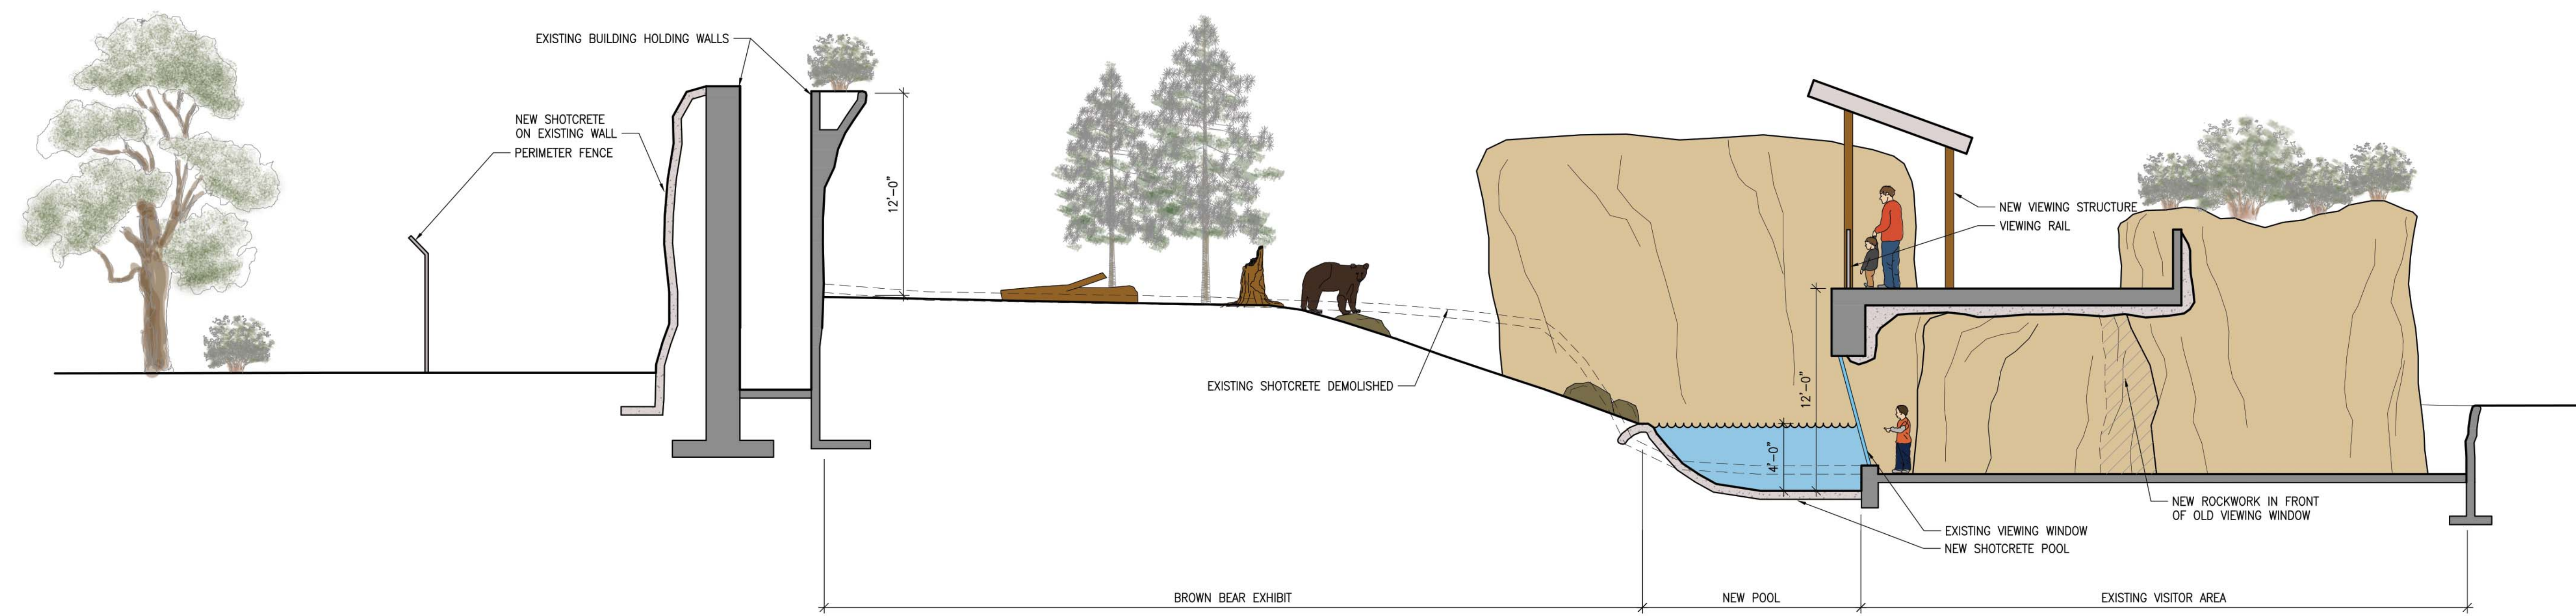 EXISTING BUILDING HOLDING WALLS
NEW SHOTCRETE
ON EXISTING WALL
PERIMETER FENCE
12'-0"
NEW VIEWING STRUCTURE
VIEWING RAIL
EXISTING SHOTCRETE DEMOLISHED
12'-0"
4'-0"
NEW ROCKWORK IN FRONT
OF OLD VIEWING WINDOW
EXISTING VIEWING WINDOW
NEW SHOTCRETE POOL
BROWN BEAR EXHIBIT
NEW POOL
EXISTING VISITOR AREA